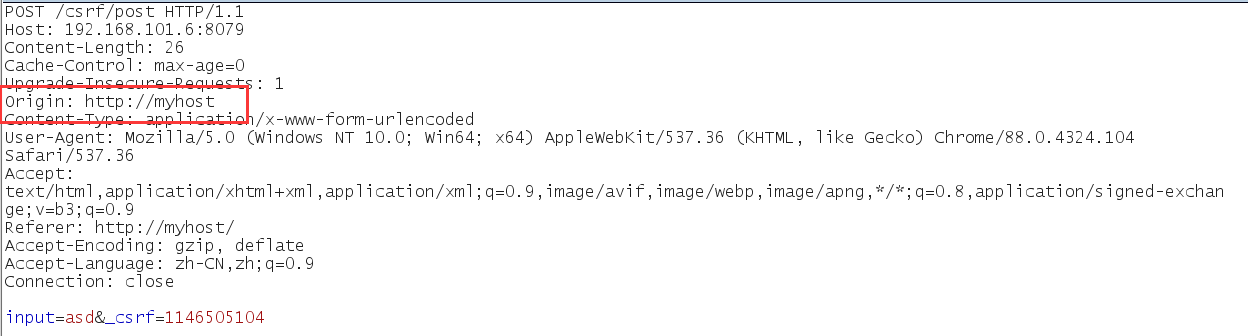 POST /csrf/post HTTP/1.1
Host: 192.168.101.6:8079
Content-Length: 26
Cache-Control: max-age=0
Upgrade-Insecure-Requests: 1
Origin: http://myhost
Content-Type: application/x-www-form-urlencoded
User-Agent: Mozilla/5.0 (Windows NT 10.0; Win64; x64) AppleWebKit/537.36 (KHTML, like Gecko) Chrome/88.0.4324.104
Safari/537.36
Accept:
text/html,application/xhtml+xml,application/xml;q=0.9,image/avif,image/webp,image/apng,*/*;q=0.8,application/signed-exchan
ge;v=b3;q=0.9
Referer: http://myhost/
Accept-Encoding: gzip, deflate
Accept-Language: zh-CN,zh;q=0.9
Connection: close
input=asd&_csrf=1146505104